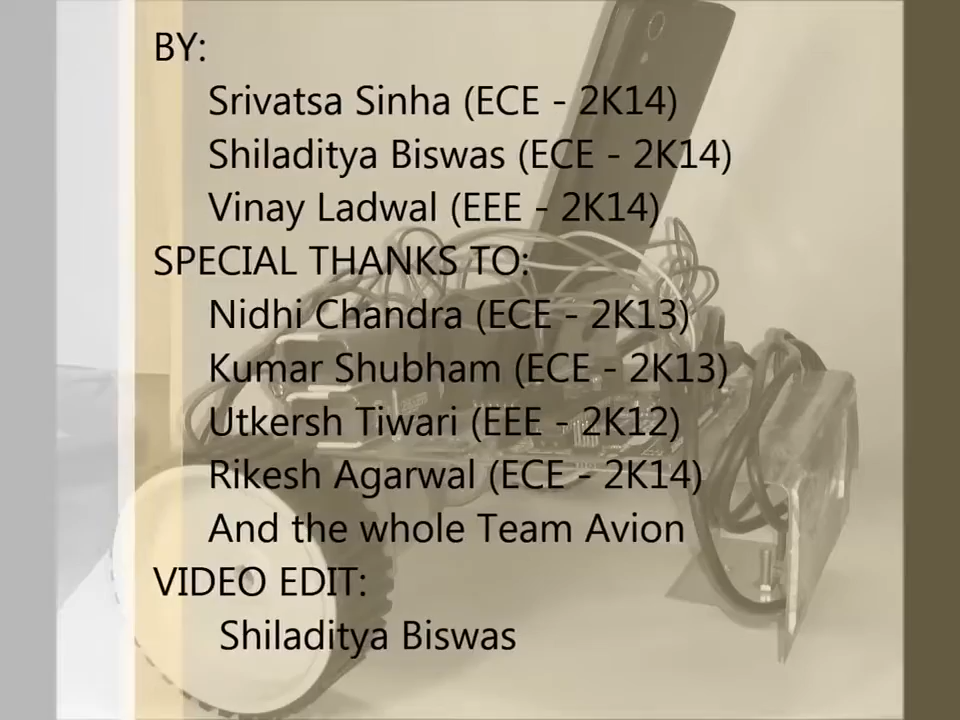 BY:
Srivatsa Sinha (ECE - 2K14)
Shiladitya Biswas (ECE - 2K14)
Vinay Ladwal (EEE - 2K14)
SPECIAL THANKS TO:
Nidhi Chandra (ECE - 2K13)
Kumar Shubham (ECE - 2K13)
Utkersh Tiwari (EEE - 2K12)
Rikesh Agarwal (ECE - 2K14)
And the whole Team Avion
VIDEO EDIT:
Shiladitya Biswas